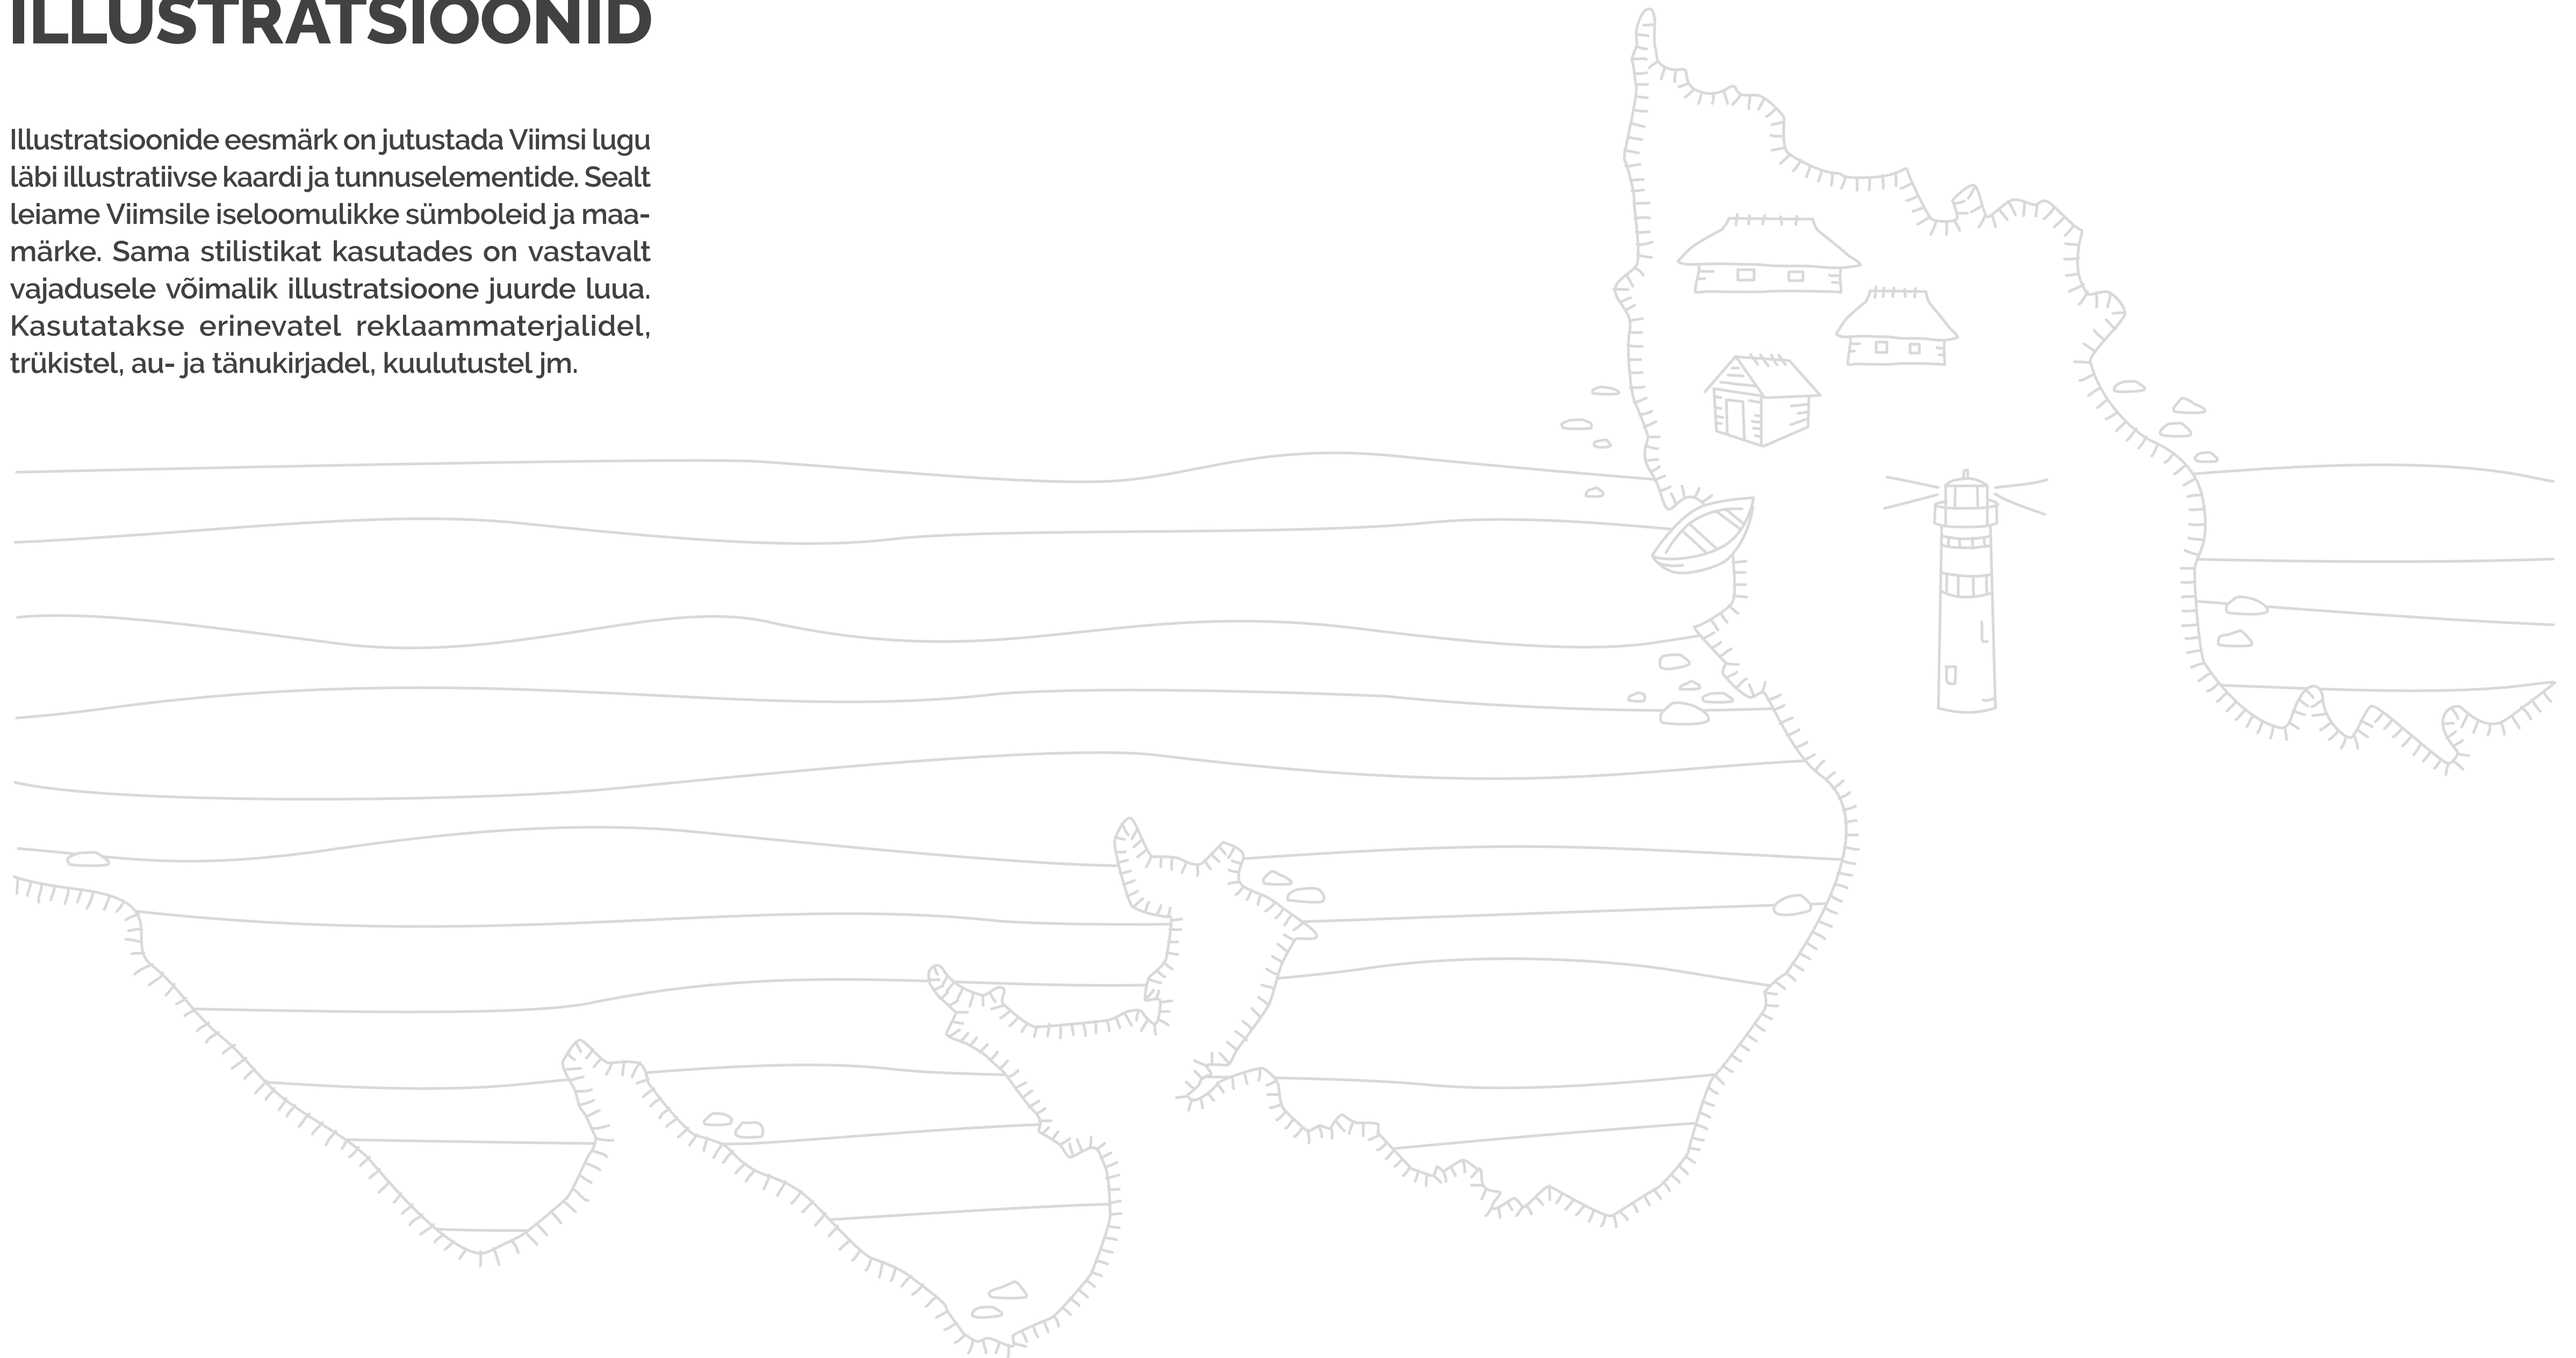 ILLUSTRATSIOONID
Illustratsioonide eesmärk on jutustada Viimsi lugu
läbi illustratiivse kaardi ja tunnuselementide. Sealt
leiame Viimsile iseloomulikke sümboleid ja maa-
märke. Sama stilistikat kasutades on vastavalt
vajadusele võimalik illustratsioone juurde luua.
Kasutatakse erinevatel reklaammaterjalidel,
trükistel, au- ja tänukirjadel, kuulutustel jm.